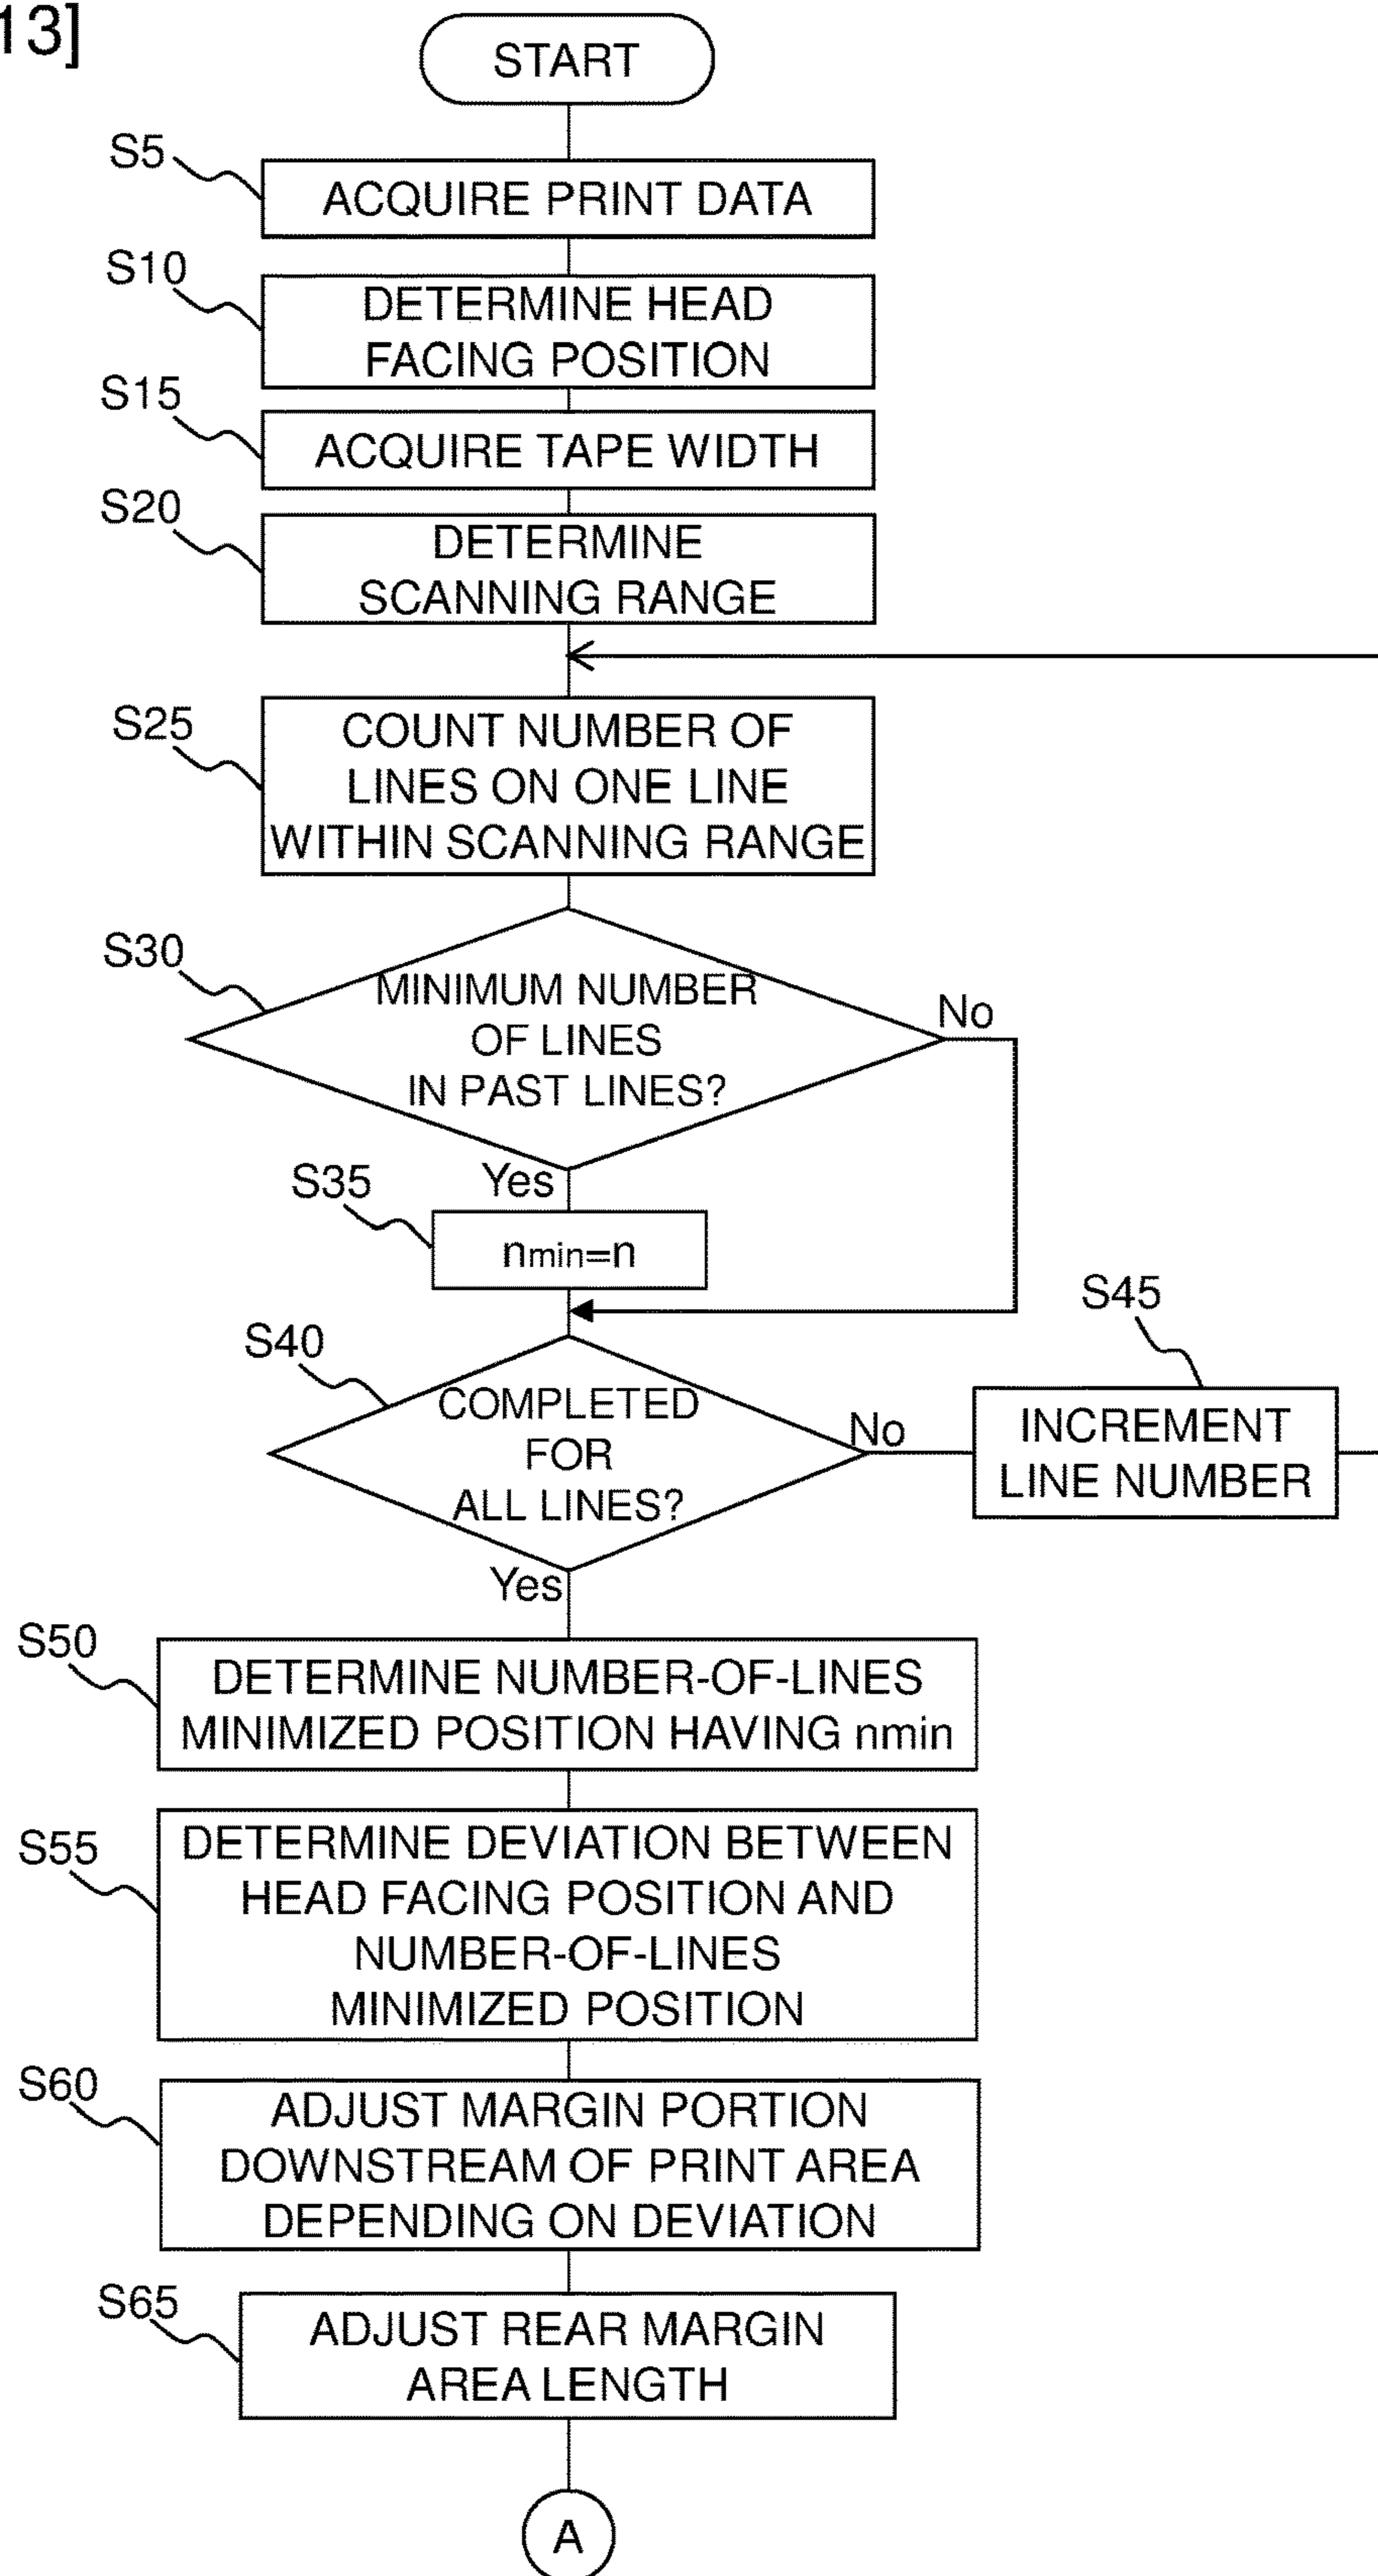 13]
START
S5
ACQUIRE PRINT DATA
S10
DETERMINE HEAD
FACING POSITION
S15
ACQUIRE TAPE WIDTH
S20
DETERMINE
SCANNING RANGE
S25
COUNT NUMBER OF
LINES ON ONE LINE
WITHIN SCANNING RANGE
S30
MINIMUM NUMBER
OF LINES
IN PAST LINES?
No
Yes
S35
nmin=n
S40
COMPLETED
FOR
ALL LINES?
No
S45
INCREMENT
LINE NUMBER
Yes
S50
DETERMINE NUMBER-OF-LINES
MINIMIZED POSITION HAVING nmin
S55
DETERMINE DEVIATION BETWEEN
HEAD FACING POSITION AND
NUMBER-OF-LINES
MINIMIZED POSITION
S60
ADJUST MARGIN PORTION
DOWNSTREAM OF PRINT AREA
DEPENDING ON DEVIATION
S65
ADJUST REAR MARGIN
AREA LENGTH
A